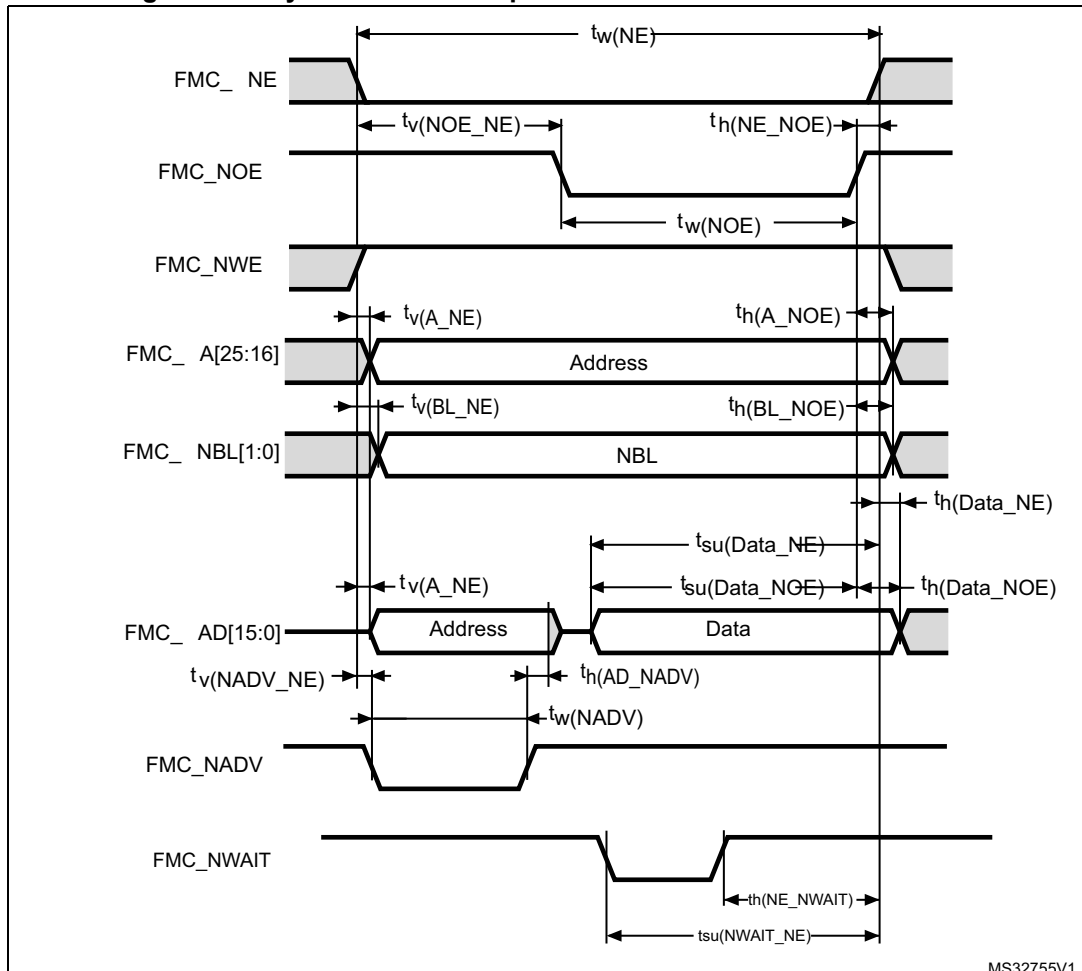 tw(NE)
FMC_ NE
tv(NOE_NE)
th(NE_NOE)
FMC_NOE
tw(NOE)
FMC_NWE
tv(A_NE)
th(A_NOE)
FMC_ A[25:16]
Address
tv(BL_NE)
th(BL_NOE)
FMC_ NBL[1:0]
NBL
th(Data_NE)
tsu(Data_NE)
tv(A_NE)
tsu(Data_NOE)
th(Data_NOE)
FMC_ AD[15:0]
Address
Data
tv(NADV_NE)
th(AD_NADV)
tw(NADV)
FMC_NADV
FMC_NWAIT
th(NE_NWAIT)
tsu(NWAIT_NE)
MS32755V1